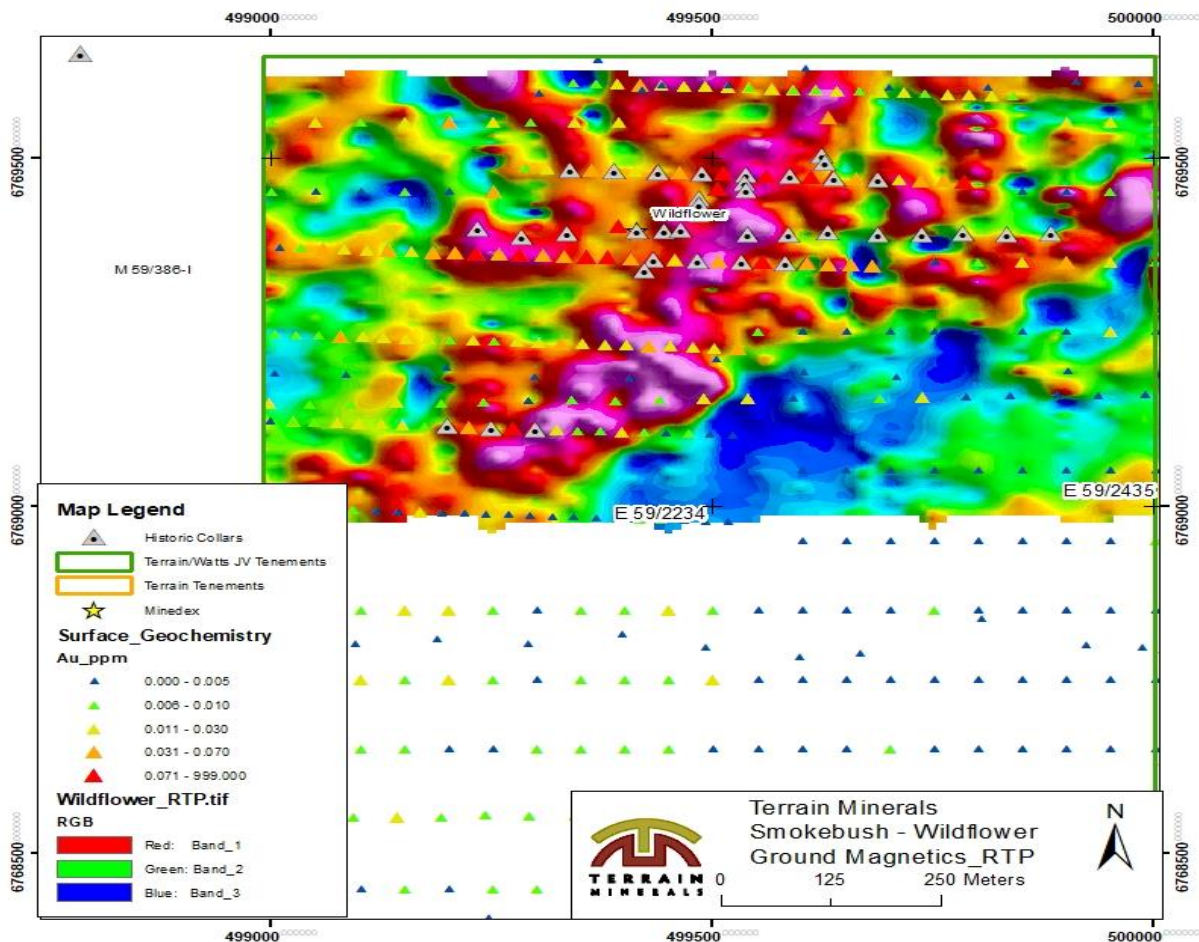 499000
499500
500000
6769500
6769500
Wildflower
M 59/386-I
E 59/2435
E 59/2234
6769000
6769000
Map Legend
Historic Collars
Terrain/Watts JV Tenements
Terrain Tenements
Minedex
Surface_Geochemistry
Au_ppm
0.000 - 0.005
0.006 - 0.010
0.011 - 0.030
0.031 - 0.070
0.071 - 999.000
Wildflower_RTP.tif
RGB
Red: Band_1
Green: Band_2
Blue: Band_3
TERRAIN
MINERALS
Terrain Minerals
Smokebush - Wildflower
Ground Magnetics_RTP
N
0 125 250 Meters
6768500
6768500
499000
499500
500000